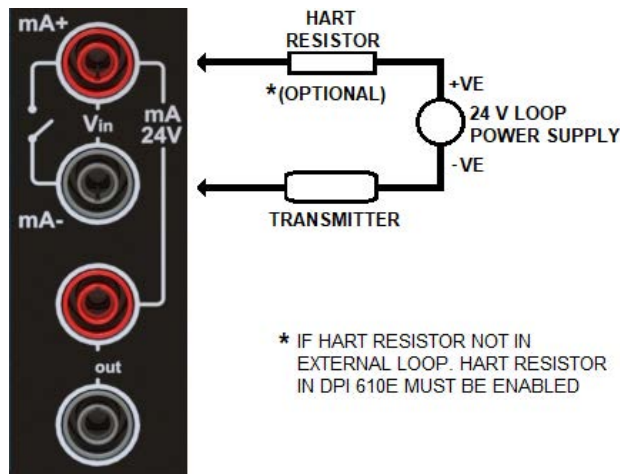 mA+
Vin
mA
24V
mA-
out
HART
RESISTOR
*(OPTIONAL)
+VE
24 V LOOP
POWER SUPPLY
-VE
TRANSMITTER
* IF HART RESISTOR NOT IN
EXTERNAL LOOP. HART RESISTOR
IN DPI 610E MUST BE ENABLED